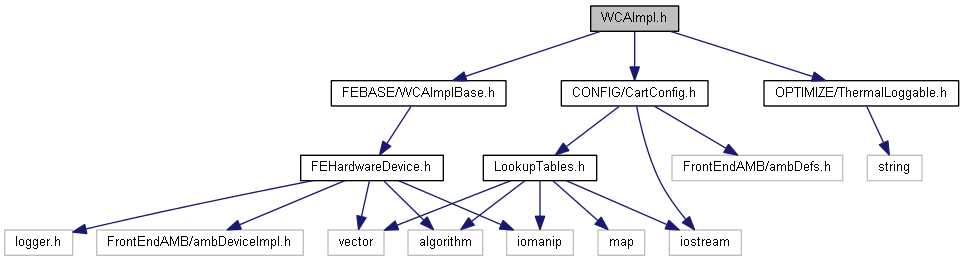 WCAImpl.h
FEBASE/WCAImplBase.h
CONFIG/CartConfig.h
OPTIMIZE/ThermalLoggable.h
FEHardwareDevice.h
LookupTables.h
FrontEndAMB/ambDefs.h
string
logger.h
FrontEndAMB/ambDeviceImpl.h
vector
algorithm
iomanip
map
iostream